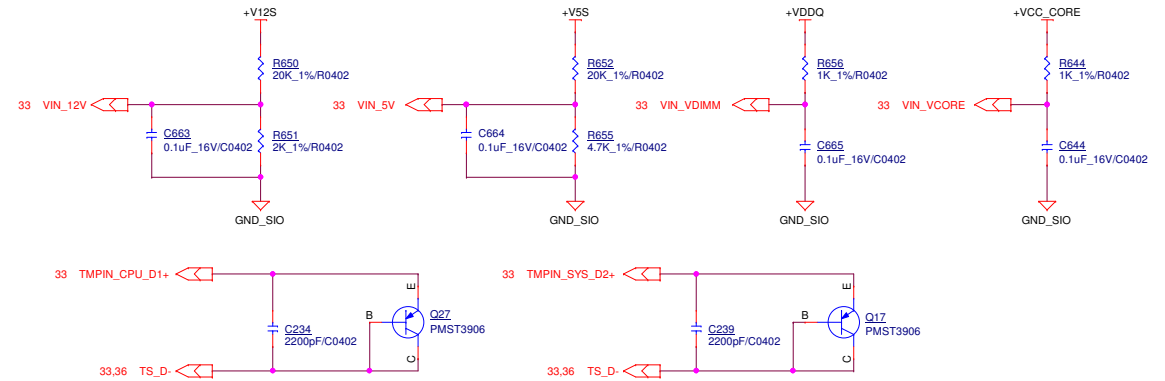 +V12S
R650
20K_1%/R0402
33 VIN_12V
C663
0.1uF_16V/C0402
R651
2K_1%/R0402
GND_SIO
+V5S
R652
20K_1%/R0402
33 VIN_5V
C664
0.1uF_16V/C0402
R655
4.7K_1%/R0402
GND_SIO
+VDDQ
R656
1K_1%/R0402
33 VIN_VDIMM
C665
0.1uF_16V/C0402
GND_SIO
+VCC_CORE
R644
1K_1%/R0402
33 VIN_VCORE
C644
0.1uF_16V/C0402
GND_SIO
33 TMPIN_CPU_D1+
E
B
Q27
PMST3906
C234
2200pF/C0402
C
33,36 TS_D-
33 TMPIN_SYS_D2+
E
B
Q17
PMST3906
C239
2200pF/C0402
C
33,36 TS_D-